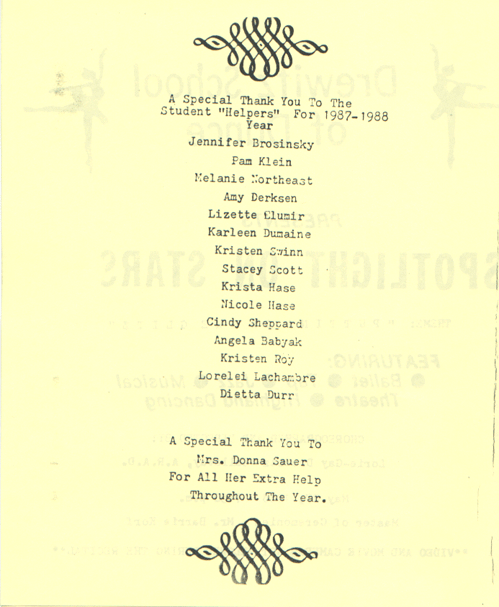 A Special Thank You To The
Student "Helpers" For 1987-1988
Year
Jennifer Brosinsky
Pam Klein
Melanie Northeast
Amy Derksen
Lizette Elumir
Karleen Dumaine
Kristen Swinn
Stacey Scott
Krista Hase
Nicole Hase
Cindy Sheppard
Angela Babyak
Kristen Roy
Lorelei Lachambre
Dietta Durr
A Special Thank You To
Mrs. Donna Sauer
For All Her Extra Help
Throughout The Year.